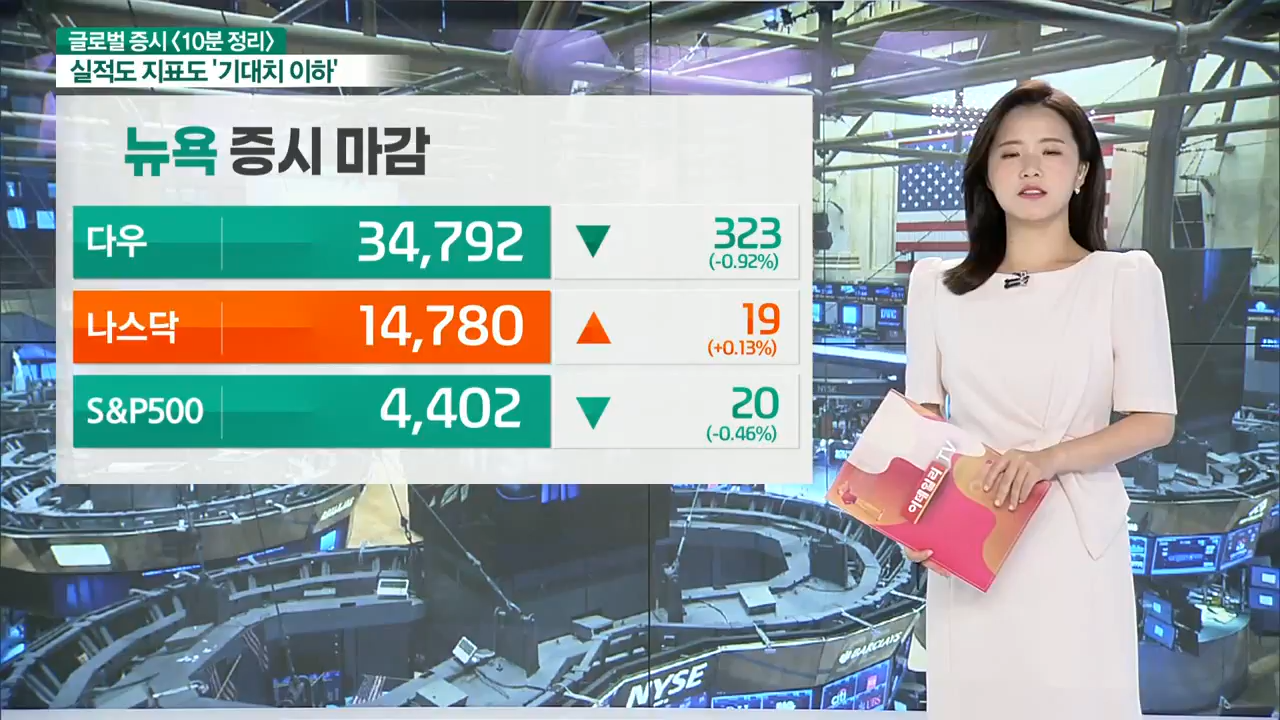 글로벌 증시 <10분 정리>
실적도 지표도 '기대치 이하'
뉴욕 증시 마감
다우 34,792 ▼ 323
(-0.92%)
나스닥 14,780 ▲ 19
(+0.13%)
S&P500 4,402 ▼ 20
(-0.46%)
이데일리 TV
NYSE
BARCLAYS